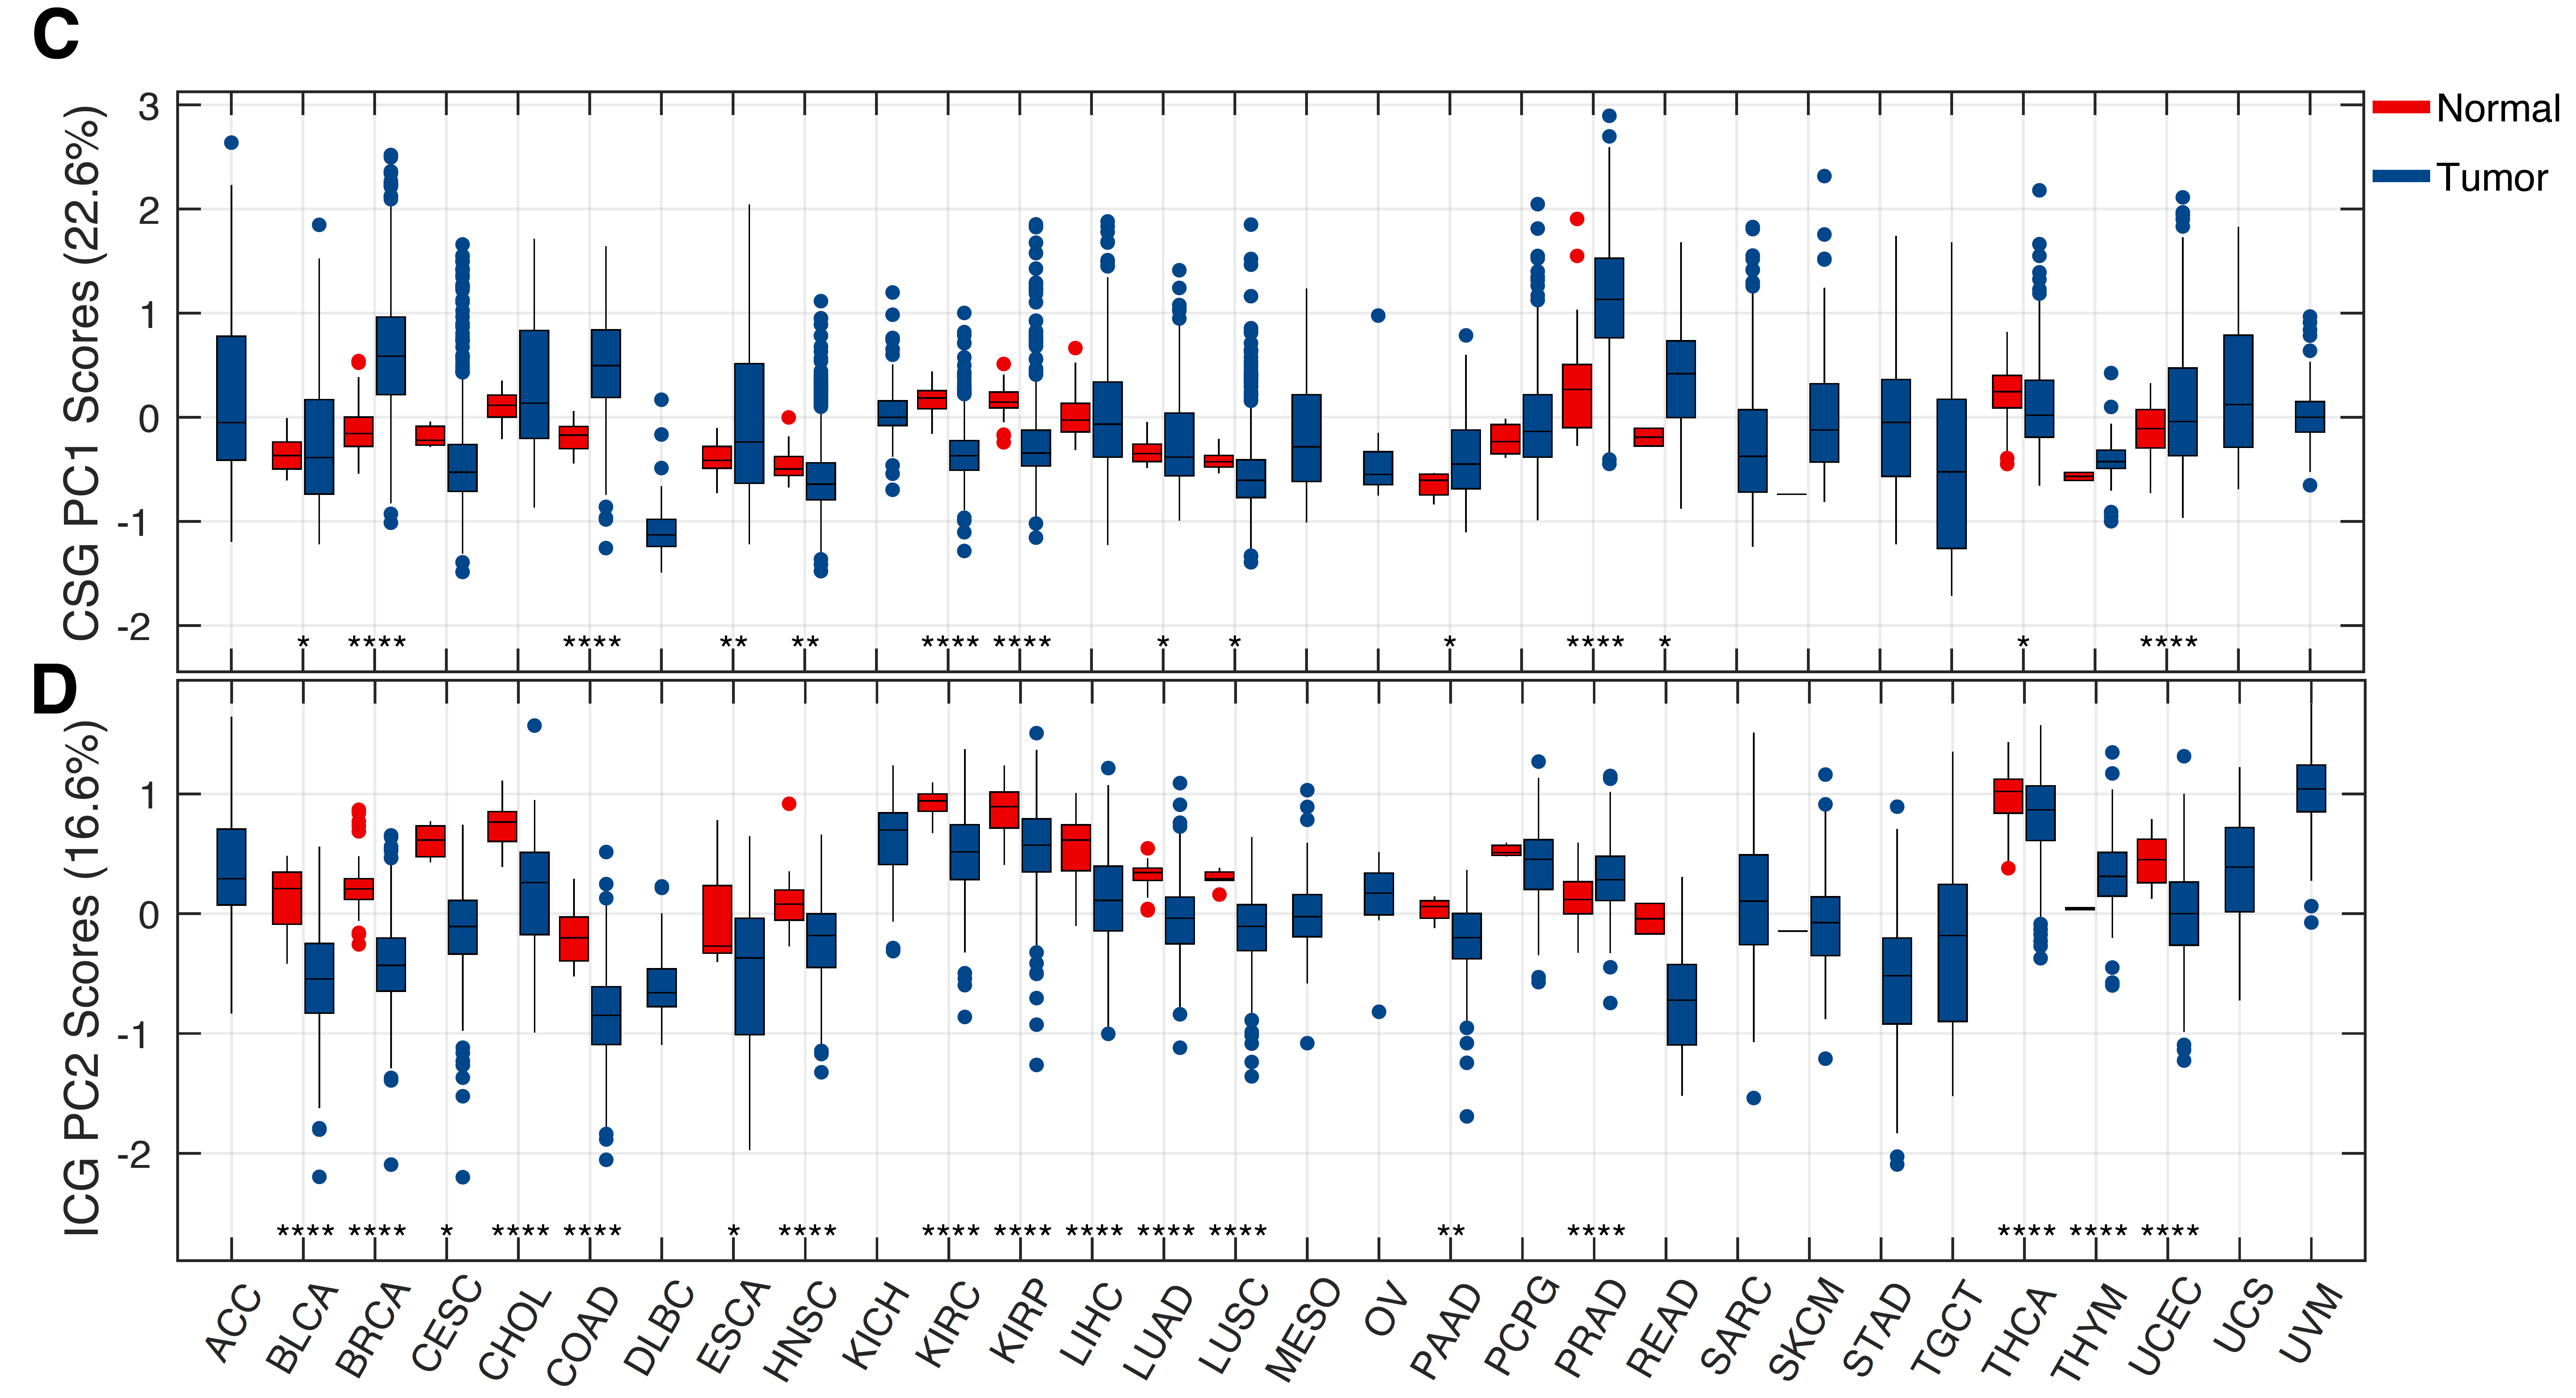 C
CSG PC1 Scores (22.6%)
3
2
1
0
-1
-2
Normal
Tumor
* **** **** ** ** **** **** * * * **** * * ****
D
ICG PC2 Scores (16.6%)
1
0
-1
-2
**** **** * **** **** * **** **** **** **** **** **** ** **** **** **** ****
ACC BLCA BRCA CESC CHOL COAD DLBC ESCA HNSC KICH KIRC KIRP LIHC LUAD LUSC MESO OV PAAD PCPG PRAD READ SARC SKCM STAD TGCT THCA THYM UCEC UCS UVM